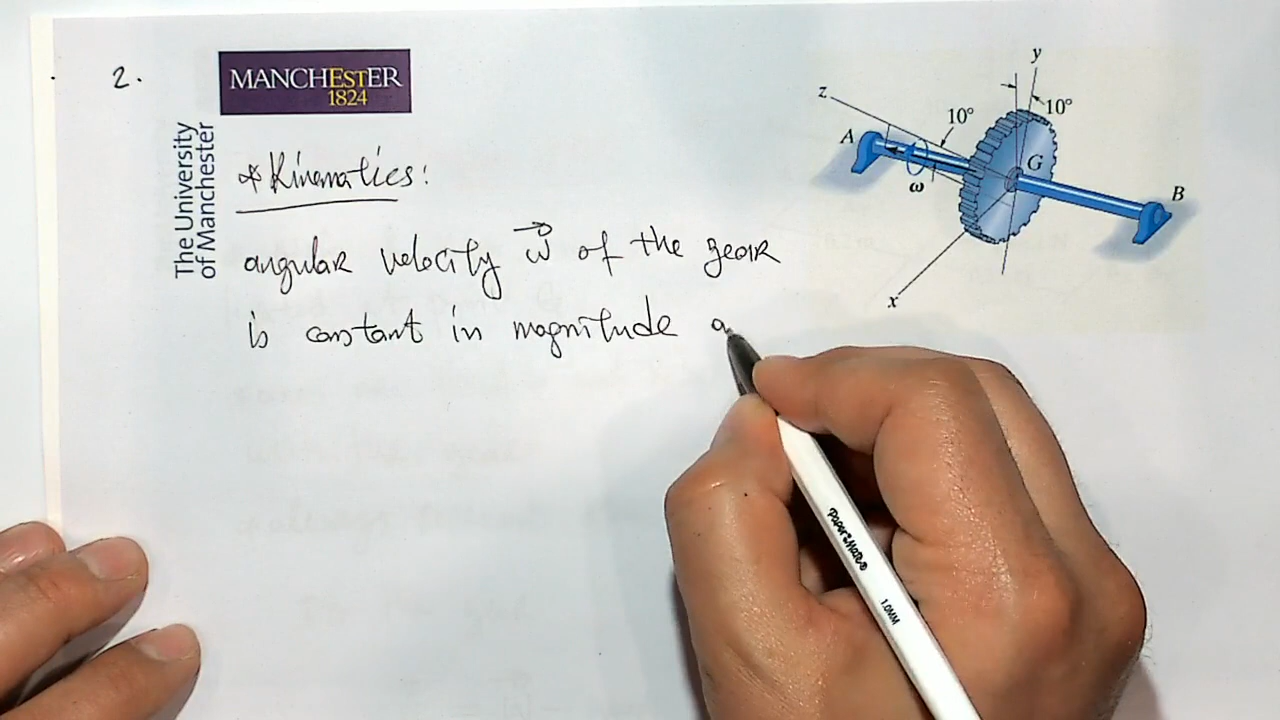 2.
MANCHESTER
1824
The University
of Manchester
* Kinematics:
angular velocity ω⃗ of the gear
is constant in magnitude a
y
z
10°
10°
A
G
ω
B
x
PaperMate®
1.0MM